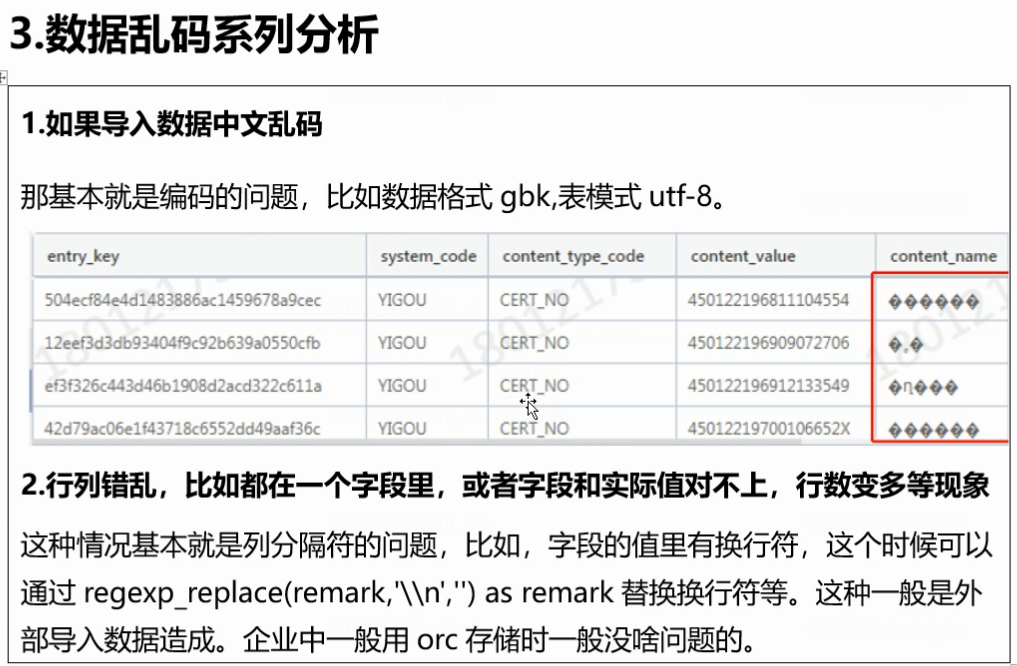 3.数据乱码系列分析
1.如果导入数据中文乱码
那基本就是编码的问题，比如数据格式 gbk,表模式 utf-8。
entry_key system_code content_type_code content_value content_name
504ecf84e4d1483886ac1459678a9cec YIGOU CERT_NO 450122196811104554 ������
12eef3d3db93404f9c92b639a0550cfb YIGOU CERT_NO 450122196909072706 �ˬ�
ef3f326c443d46b1908d2acd322c611a YIGOU CERT_NO 450122196912133549 �ղ���
42d79ac06e1f43718c6552dd49aaf36c YIGOU CERT_NO 45012219700106652X ������
2.行列错乱，比如都在一个字段里，或者字段和实际值对不上，行数变多等现象
这种情况基本就是列分隔符的问题，比如，字段的值里有换行符，这个时候可以
通过 regexp_replace(remark,'\\n','') as remark 替换换行符等。这种一般是外
部导入数据造成。企业中一般用 orc 存储时一般没啥问题的。